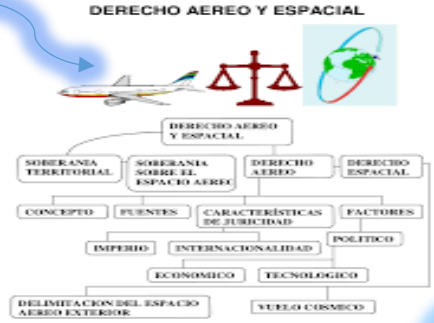 DERECHO AEREO Y ESPACIAL
DERECHO AEREO
Y ESPACIAL
SOBERANIA
TERRITORIAL
SOBERANIA
SOBRE EL
ESPACIO AEREO
DERECHO
AEREO
DERECHO
ESPACIAL
CONCEPTO
FUENTES
CARACTERÍSTICAS
DE JURICIDAD
FACTORES
IMPERIO
INTERNACIONALIDAD
POLITICO
ECONOMICO
TECNOLOGICO
DELIMITACION DEL ESPACIO
AEREO EXTERIOR
VUELO COSMICO